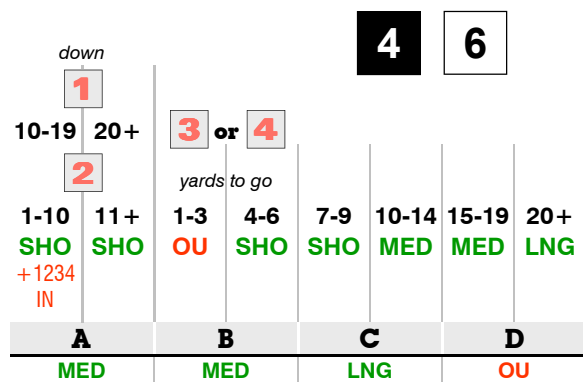 4 6
down
1
10-19 20+ 3 or 4
2 yards to go
1-10 11+ 1-3 4-6 7-9 10-14 15-19 20+
SHO SHO OU SHO SHO MED MED LNG
+1234
IN
A B C D
MED MED LNG OU